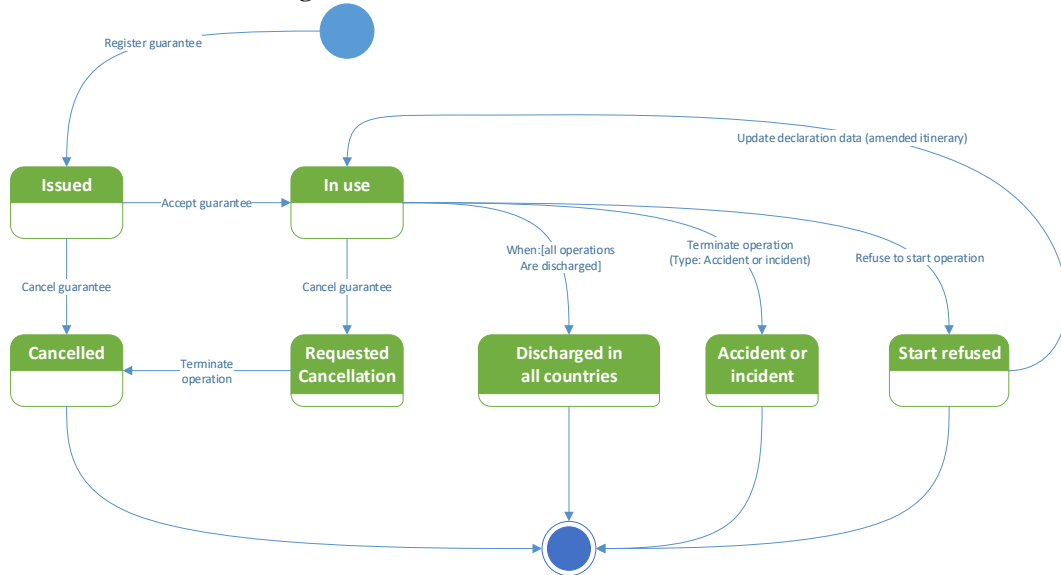 Register guarantee
Update declaration data (amended itinerary)
Issued
In use
Accept guarantee
When:[all operations
Are discharged]
Terminate operation
(Type: Accident or incident)
Refuse to start operation
Cancel guarantee
Cancel guarantee
Cancelled
Requested
Cancellation
Discharged in
all countries
Accident or
incident
Start refused
Terminate
operation